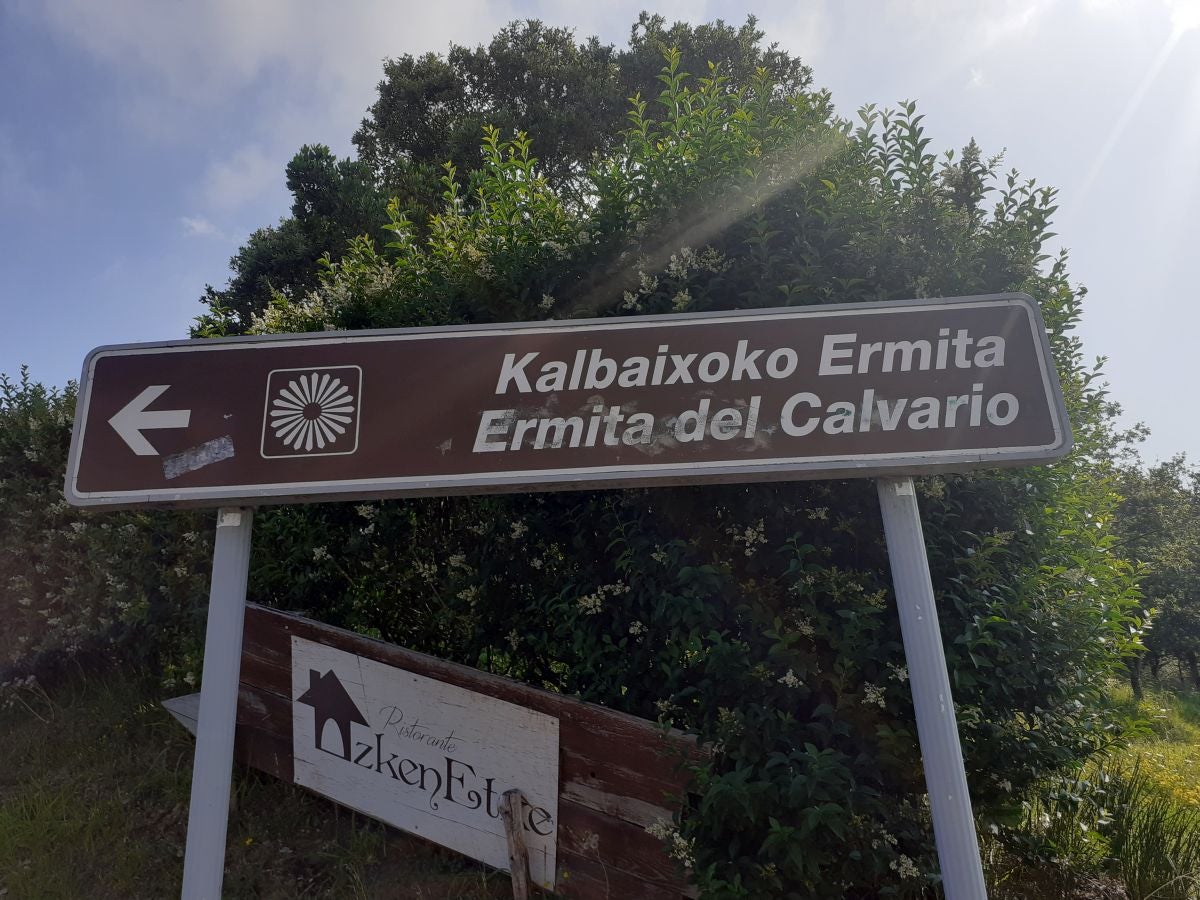 Kalbaixoko Ermita
Ermita del Calvario
Ristorante